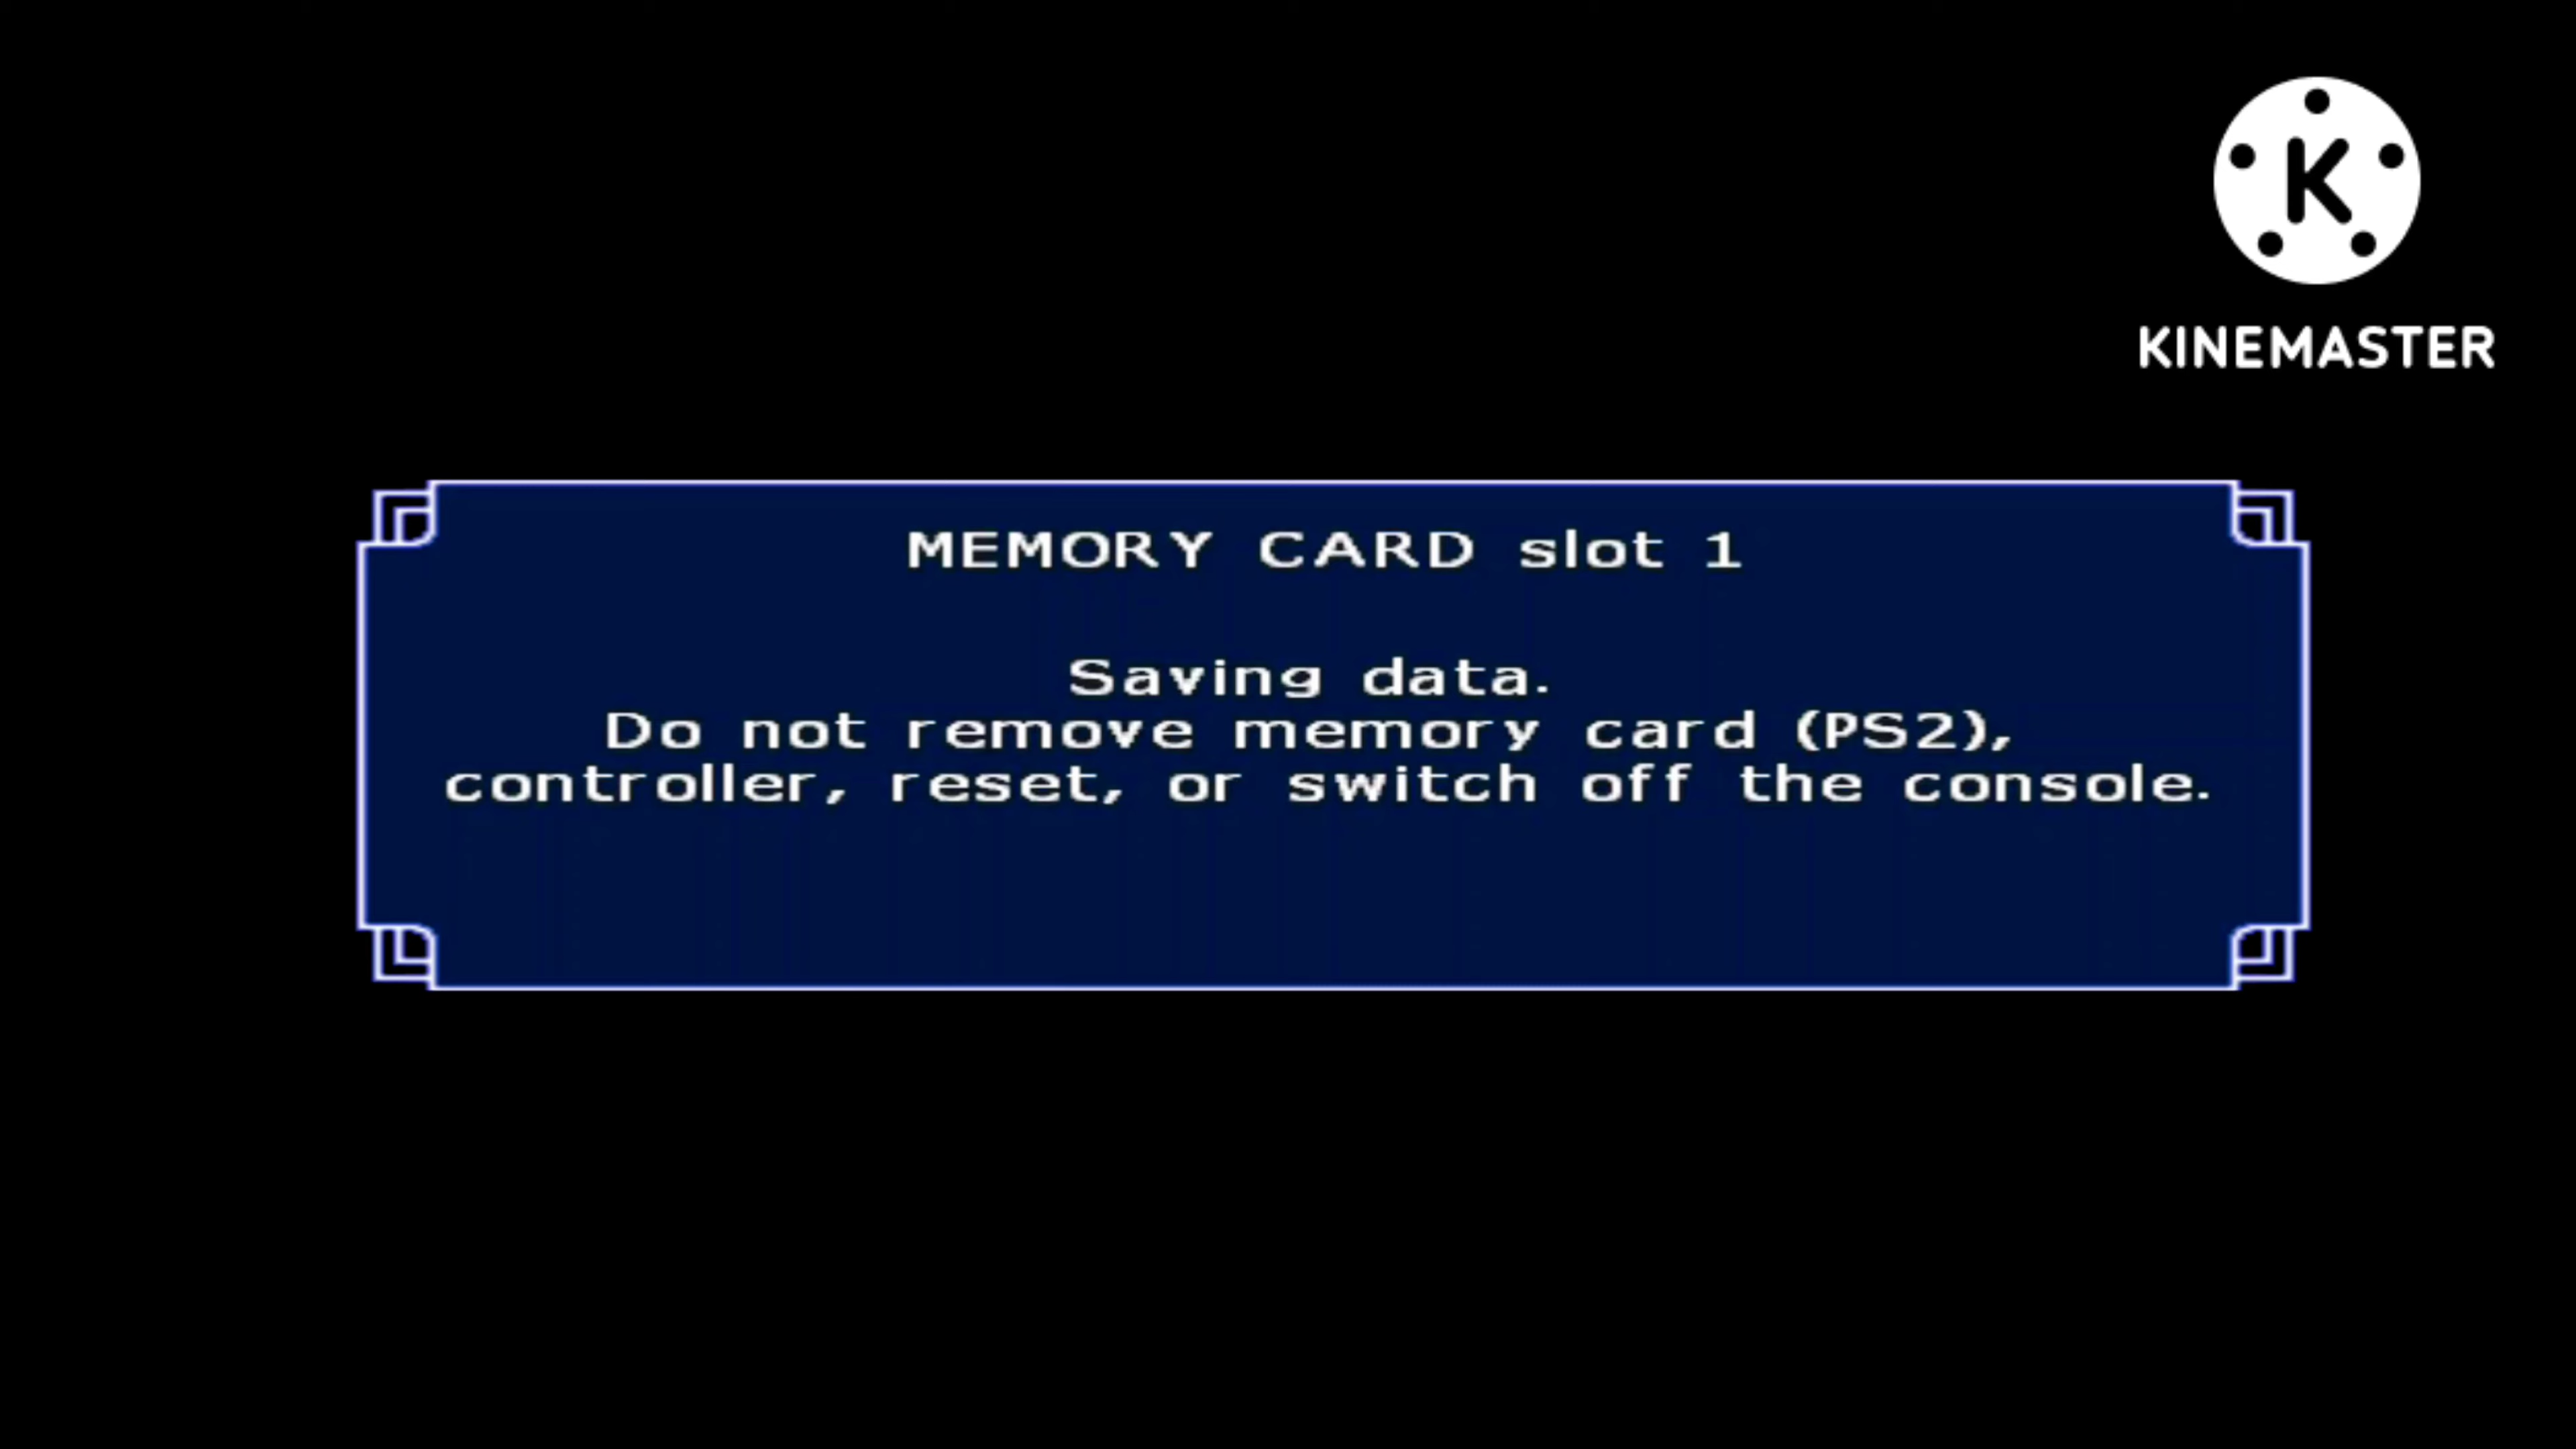 K
KINEMASTER
MEMORY CARD slot 1
Saving data.
Do not remove memory card (PS2),
controller, reset, or switch off the console.